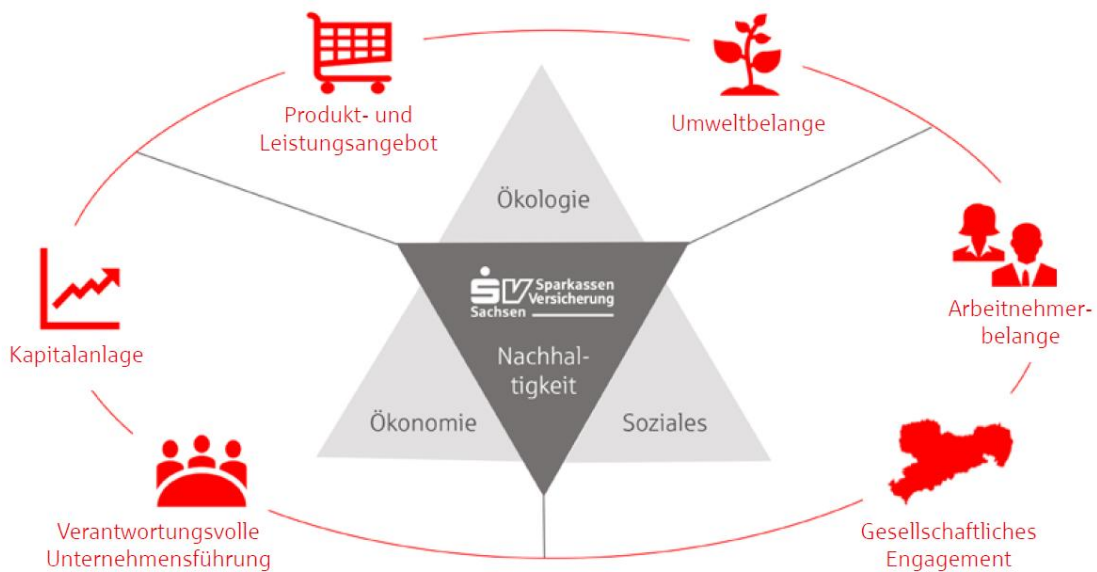 Produkt- und
Leistungsangebot
Umweltbelange
Ökologie
Sparkassen
Versicherung
Sachsen
Nachhal-
tigkeit
Arbeitnehmer-
belange
Kapitalanlage
Ökonomie
Soziales
Verantwortungsvolle
Unternehmensführung
Gesellschaftliches
Engagement